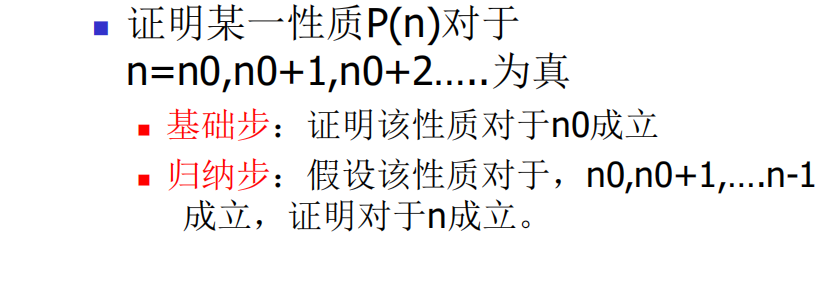 证明某一性质P(n)对于
n=n0,n0+1,n0+2…..为真
基础步：证明该性质对于n0成立
归纳步：假设该性质对于，n0,n0+1,….n-1
成立，证明对于n成立。